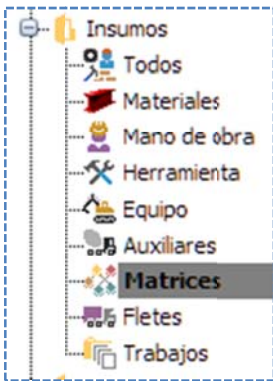 Insumos
Todos
Materiales
Mano de obra
Herramienta
Equipo
Auxiliares
Matrices
Fletes
Trabajos